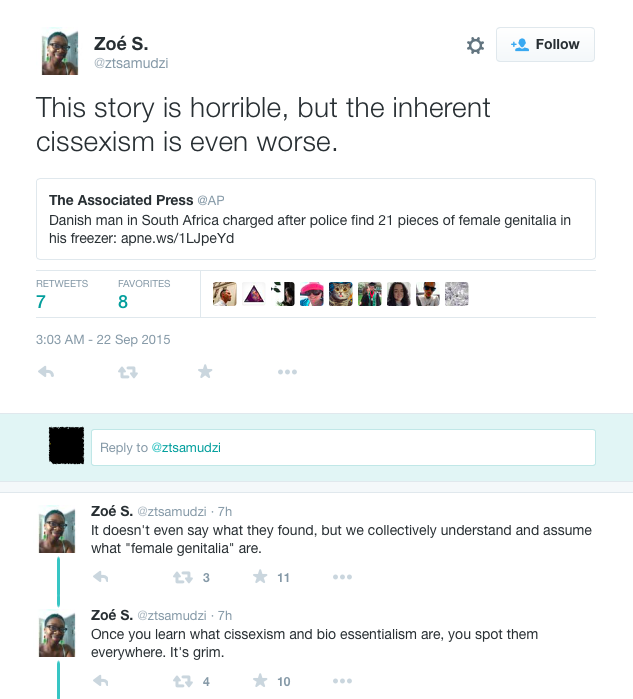 Zoé S.
@ztsamudzi
Follow
This story is horrible, but the inherent
cissexism is even worse.
The Associated Press @AP
Danish man in South Africa charged after police find 21 pieces of female genitalia in
his freezer: apne.ws/1LJpeYd
RETWEETS
7
FAVORITES
8
3:03 AM - 22 Sep 2015
Reply to @ztsamudzi
Zoé S. @ztsamudzi · 7h
It doesn't even say what they found, but we collectively understand and assume
what "female genitalia" are.
3
11
Zoé S. @ztsamudzi · 7h
Once you learn what cissexism and bio essentialism are, you spot them
everywhere. It's grim.
4
10